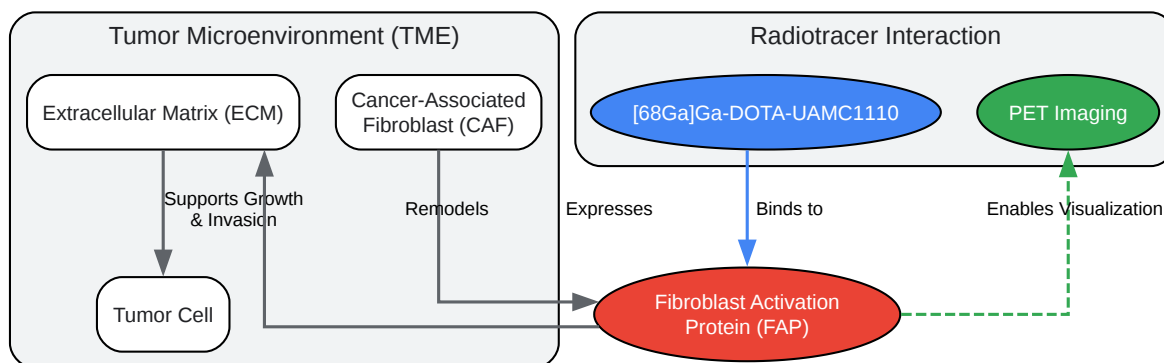 Tumor Microenvironment (TME)
Radiotracer Interaction
Extracellular Matrix (ECM)
Cancer-Associated
Fibroblast (CAF)
[68Ga]Ga-DOTA-UAMC1110
PET Imaging
Supports Growth
& Invasion
Remodels
Expresses
Binds to
Enables Visualization
Tumor Cell
Fibroblast Activation
Protein (FAP)